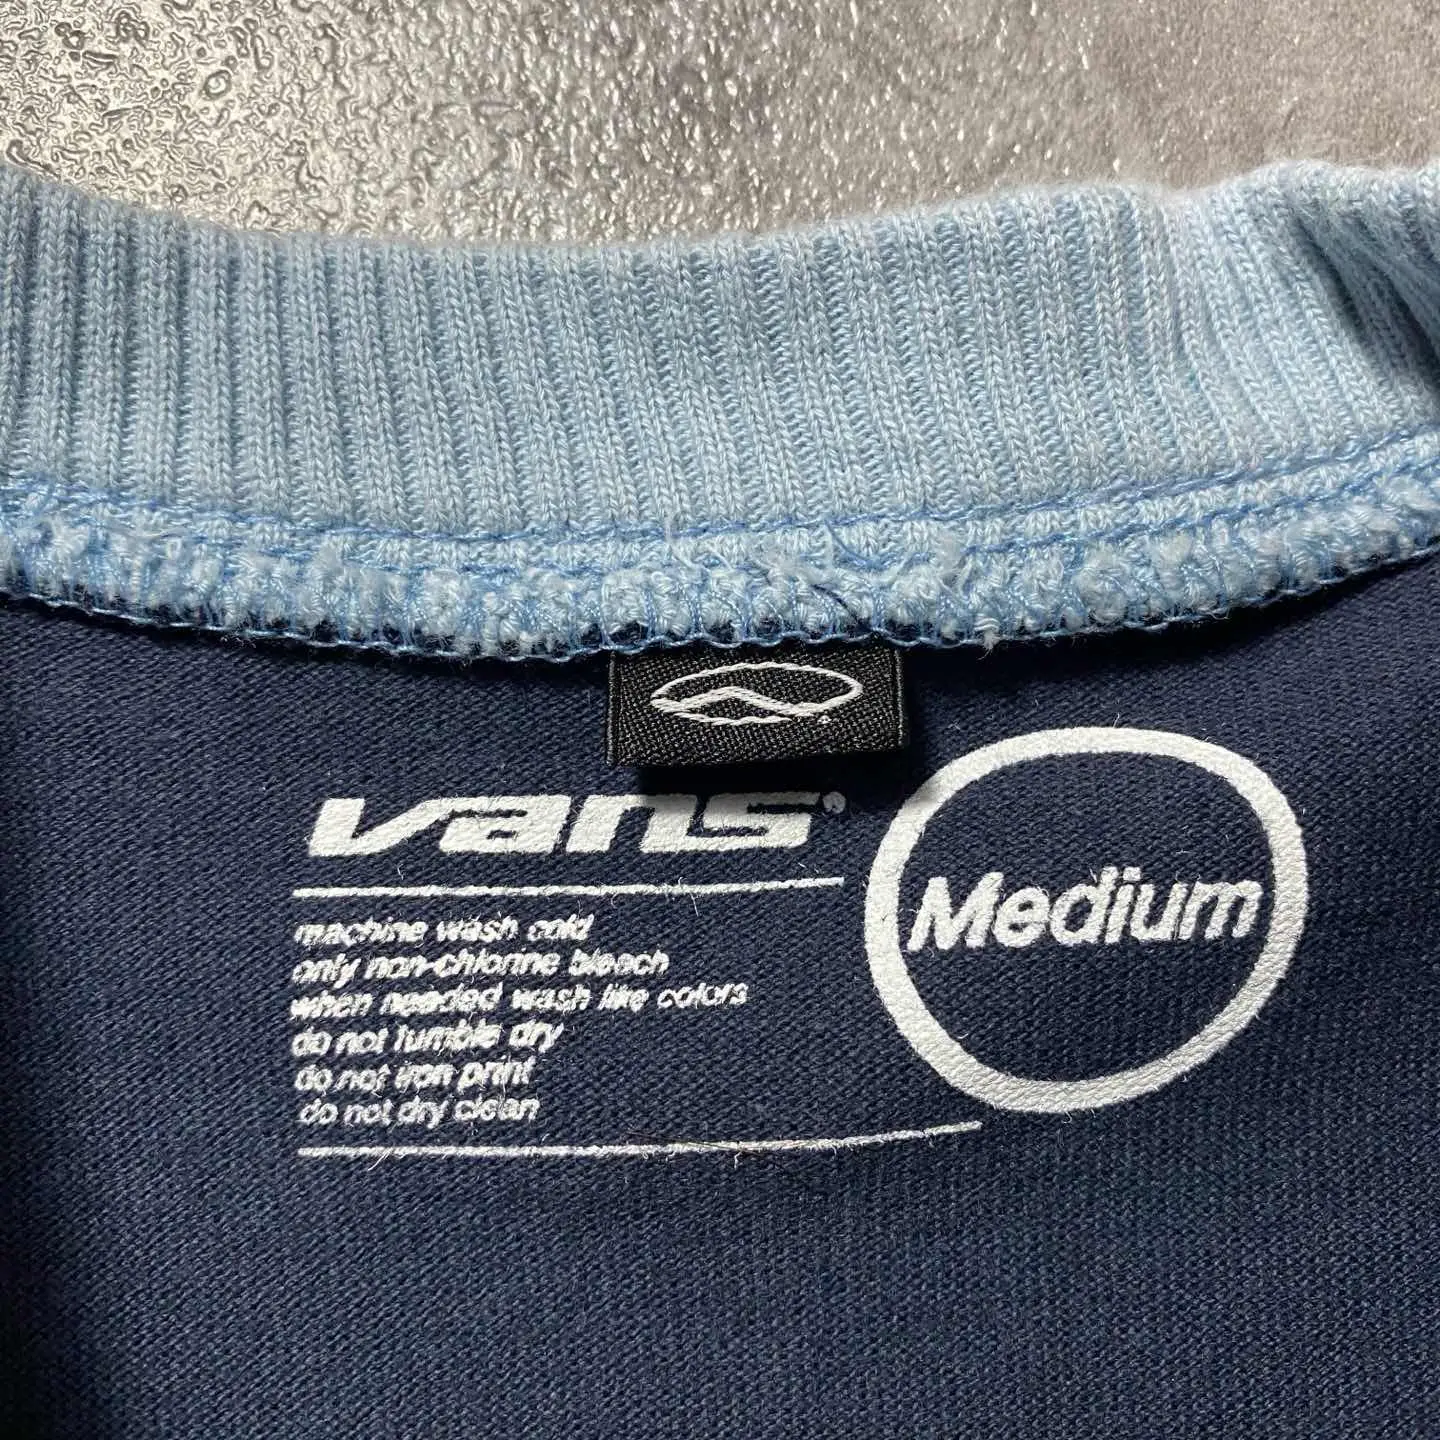 vans
Medium
machine wash cold
only non-chlorine bleach
when needed wash like colors
do not tumble dry
do not iron print
do not dry clean